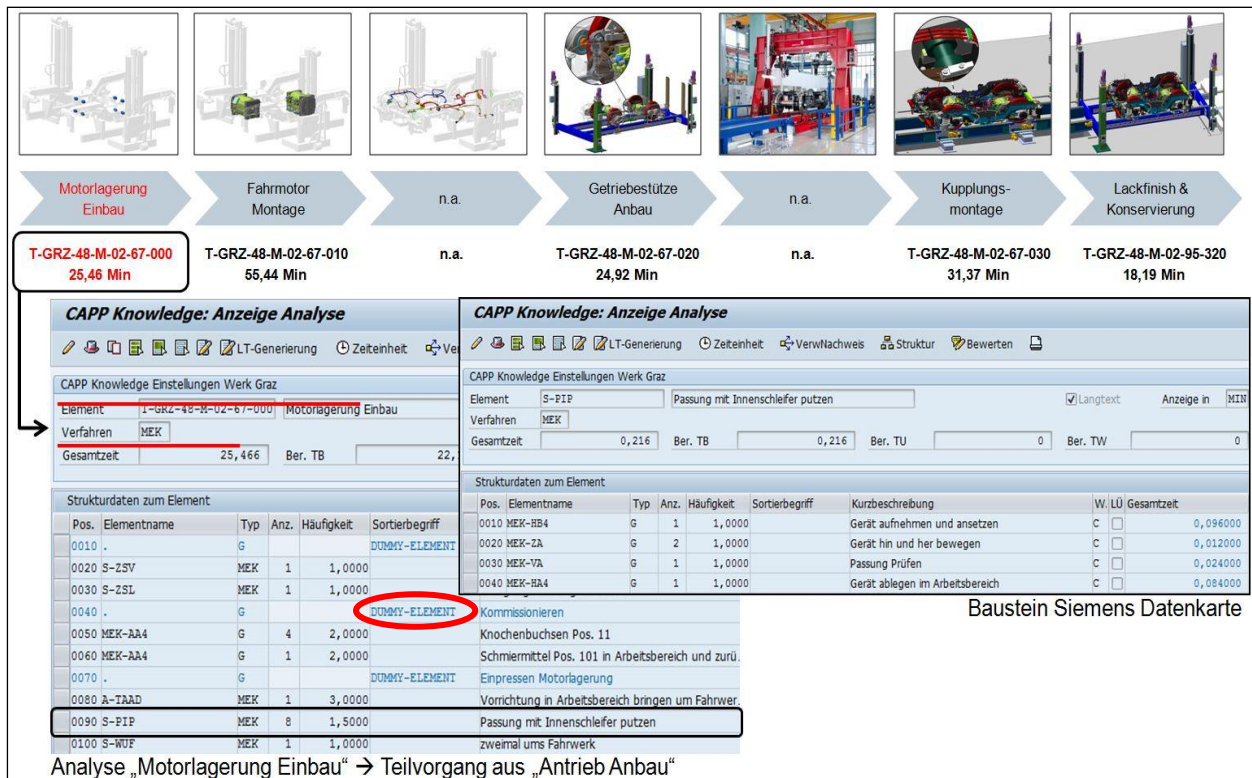 Motorlagerung
Einbau
Fahrmotor
Montage
n.a.
Getriebestütze
Anbau
n.a.
Kupplungs-
montage
Lackfinish &
Konservierung
T-GRZ-48-M-02-67-000
25,46 Min
T-GRZ-48-M-02-67-010
55,44 Min
n.a.
T-GRZ-48-M-02-67-020
24,92 Min
n.a.
T-GRZ-48-M-02-67-030
31,37 Min
T-GRZ-48-M-02-95-320
18,19 Min
CAPP Knowledge: Anzeige Analyse
LT-Generierung Zeiteinheit
CAPP Knowledge Einstellungen Werk Graz
Element T-GRZ-48-M-02-67-000 Motorlagerung Einbau
Verfahren MEK
Gesamtzeit 25,466 Ber. TB 22,
Strukturdaten zum Element
Pos. Elementname Typ Anz. Häufigkeit Sortierbegriff
0010 . G DUMMY-ELEMENT
0020 S-ZSV MEK 1 1,0000
0030 S-ZSL MEK 1 1,0000
0040 . G DUMMY-ELEMENT Kommissionieren
0050 MEK-AA4 G 4 2,0000 Knochenbuchsen Pos. 11
0060 MEK-AA4 G 1 2,0000 Schmiermittel Pos. 101 in Arbeitsbereich und zurü.
0070 . G DUMMY-ELEMENT Einpressen Motorlagerung
0080 A-TAAD MEK 1 3,0000 Vorrichtung in Arbeitsbereich bringen um Fahrwer.
0090 S-PIP MEK 8 1,5000 Passung mit Innenschleifer putzen
0100 S-WUF MEK 1 1,0000 zweimal ums Fahrwerk
CAPP Knowledge: Anzeige Analyse
LT-Generierung Zeiteinheit VerwNachweis Struktur Bewerten
CAPP Knowledge Einstellungen Werk Graz
Element S-PIP Passung mit Innenschleifer putzen Langtext Anzeige in MIN
Verfahren MEK
Gesamtzeit 0,216 Ber. TB 0,216 Ber. TU 0 Ber. TW 0
Strukturdaten zum Element
Pos. Elementname Typ Anz. Häufigkeit Sortierbegriff Kurzbeschreibung W. LÜ Gesamtzeit
0010 MEK-HB4 G 1 1,0000 Gerät aufnehmen und ansetzen C 0,096000
0020 MEK-ZA G 2 1,0000 Gerät hin und her bewegen C 0,012000
0030 MEK-VA G 1 1,0000 Passung Prüfen C 0,024000
0040 MEK-HA4 G 1 1,0000 Gerät ablegen im Arbeitsbereich C 0,084000
Baustein Siemens Datenkarte
Analyse „Motorlagerung Einbau“ → Teilvorgang aus „Antrieb Anbau“